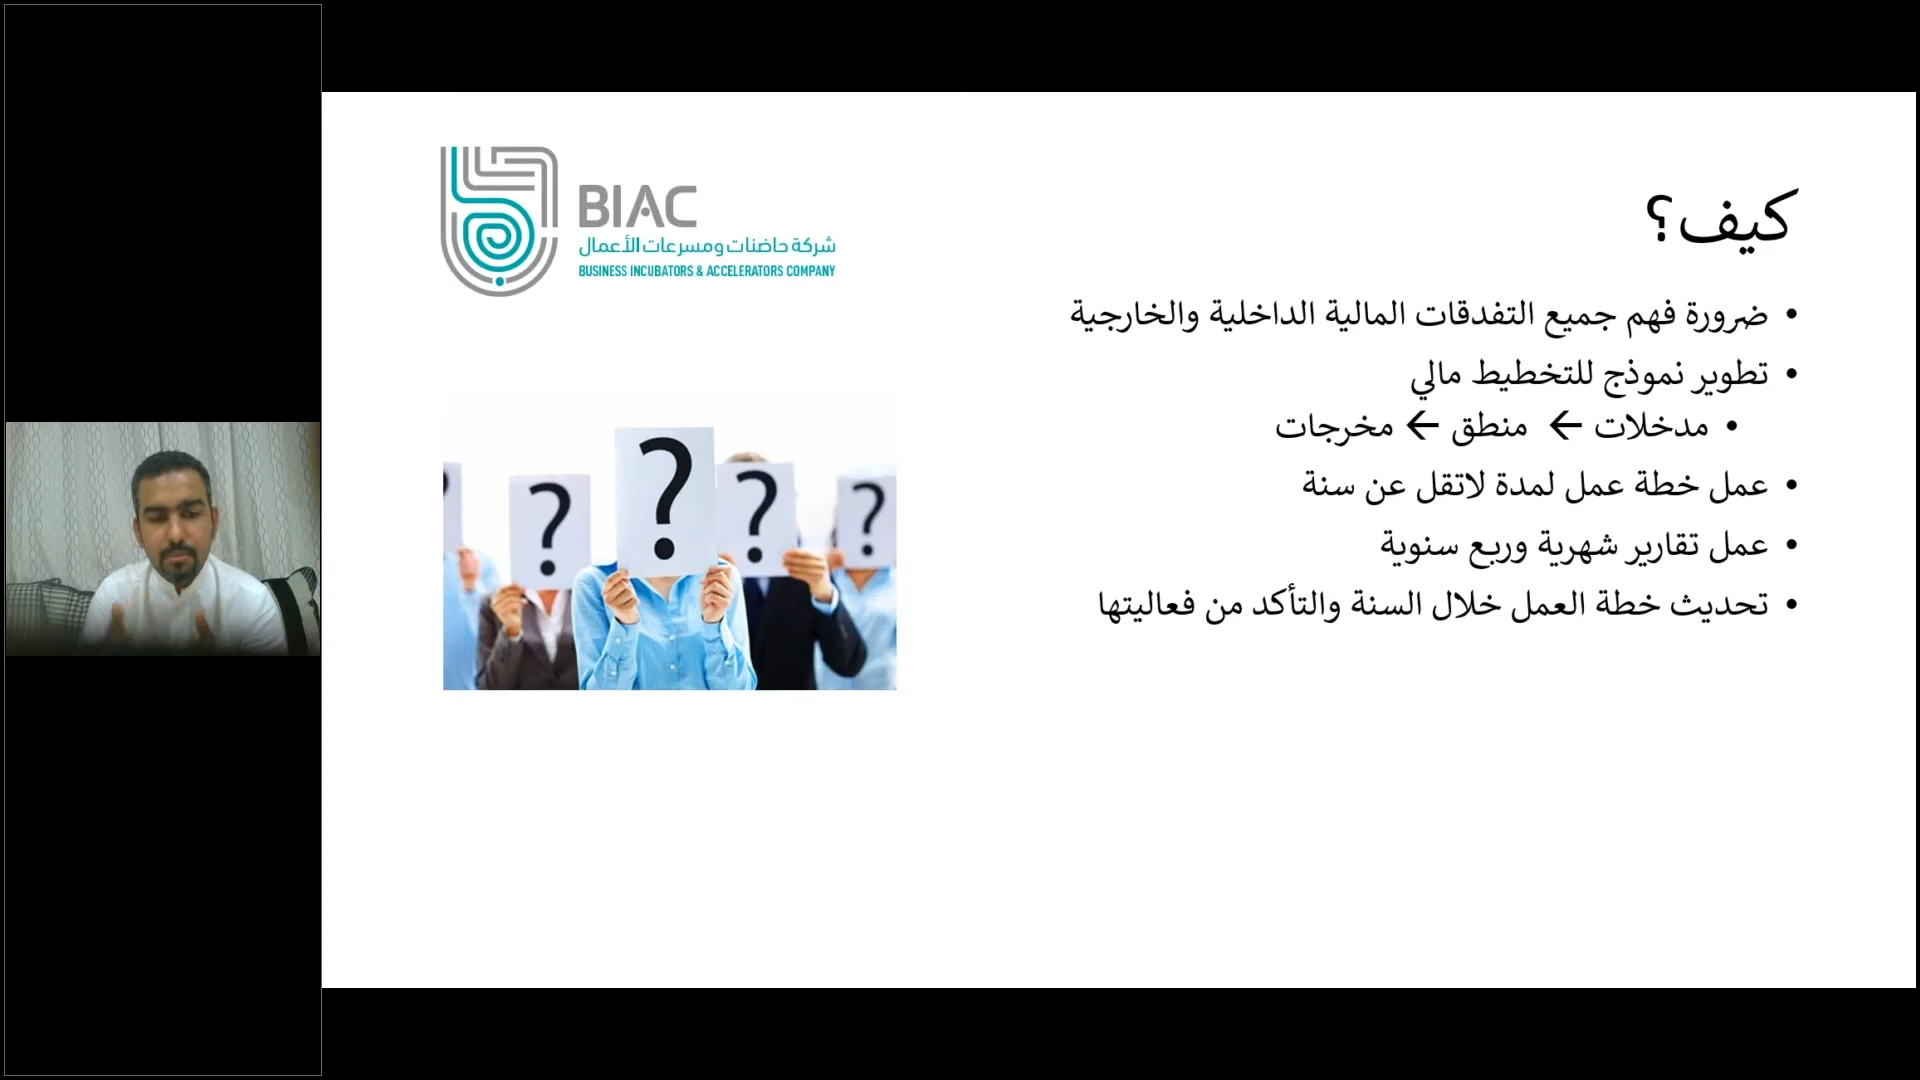 BIAC
شركة حاضنات ومسرعات الأعمال
BUSINESS INCUBATORS & ACCELERATORS COMPANY
كيف؟
• ضرورة فهم جميع التفدقات المالية الداخلية والخارجية
• تطوير نموذج للتخطيط مالي
• مدخلات ← منطق ← مخرجات
• عمل خطة عمل لمدة لاتقل عن سنة
• عمل تقارير شهرية وربع سنوية
• تحديث خطة العمل خلال السنة والتأكد من فعاليتها
? ? ? ? ?